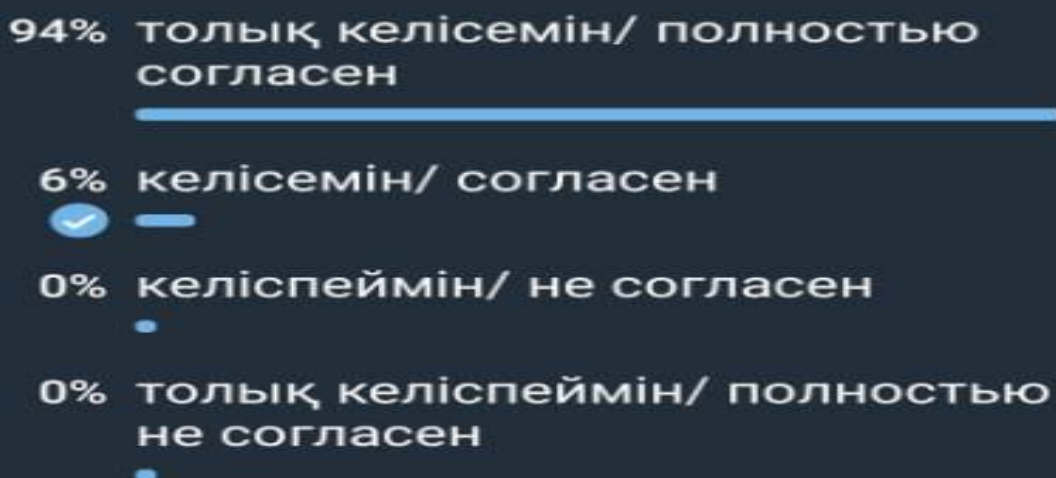 94% толық келісемін/ полностью
согласен
6% келісемін/ согласен
0% келіспеймін/ не согласен
0% толық келіспеймін/ полностью
не согласен